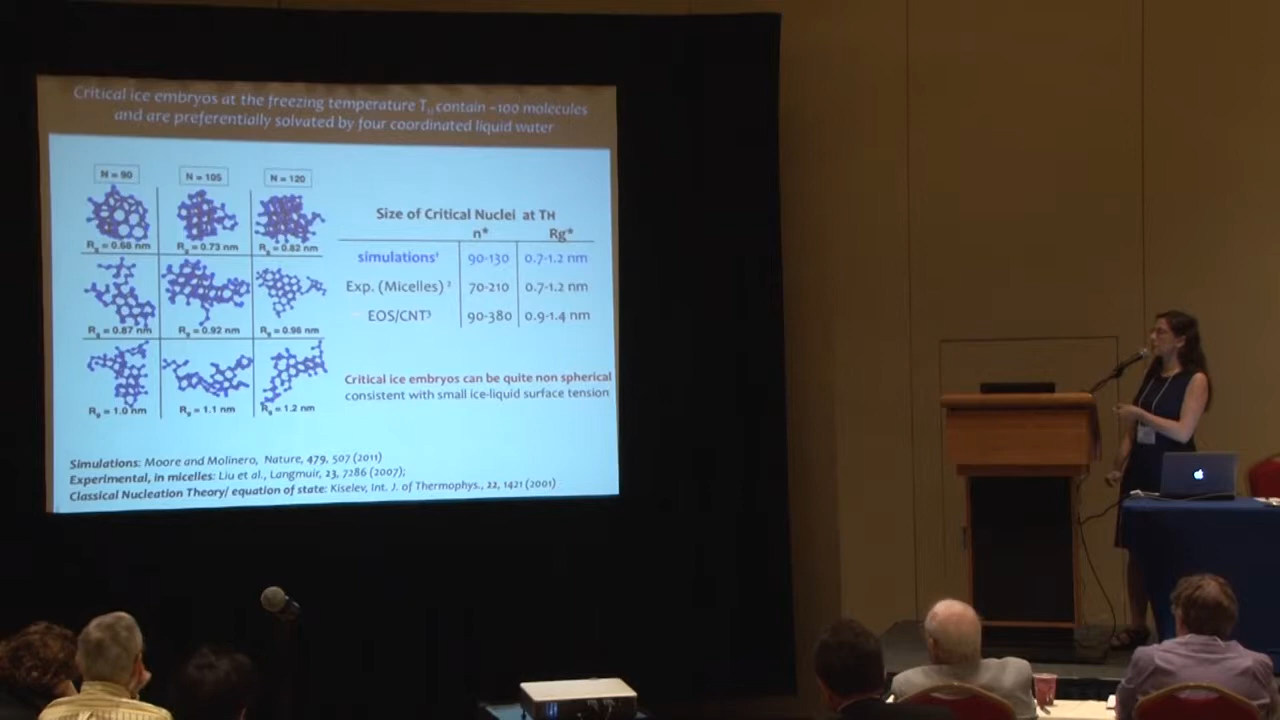 Critical ice embryos at the freezing temperature TH contain ~100 molecules
and are preferentially solvated by four coordinated liquid water
N = 90 N = 105 N = 120
Rg = 0.68 nm Rg = 0.73 nm Rg = 0.82 nm
Rg = 0.87 nm Rg = 0.92 nm Rg = 0.96 nm
Rg = 1.0 nm Rg = 1.1 nm Rg = 1.2 nm
Size of Critical Nuclei at TH
n* Rg*
simulations¹ 90-130 0.7-1.2 nm
Exp. (Micelles) ² 70-210 0.7-1.2 nm
EOS/CNT³ 90-380 0.9-1.4 nm
Critical ice embryos can be quite non spherical
consistent with small ice-liquid surface tension
Simulations: Moore and Molinero, Nature, 479, 507 (2011)
Experimental, in micelles: Liu et al., Langmuir, 23, 7286 (2007);
Classical Nucleation Theory/ equation of state: Kiselev, Int. J. of Thermophys., 22, 1421 (2001)